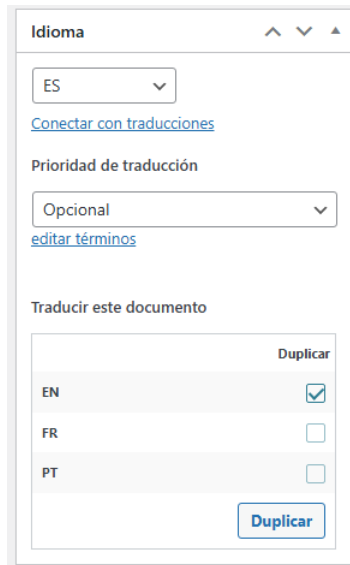 Idioma
ES
Conectar con traducciones
Prioridad de traducción
Opcional
editar términos
Traducir este documento
Duplicar
EN
FR
PT
Duplicar